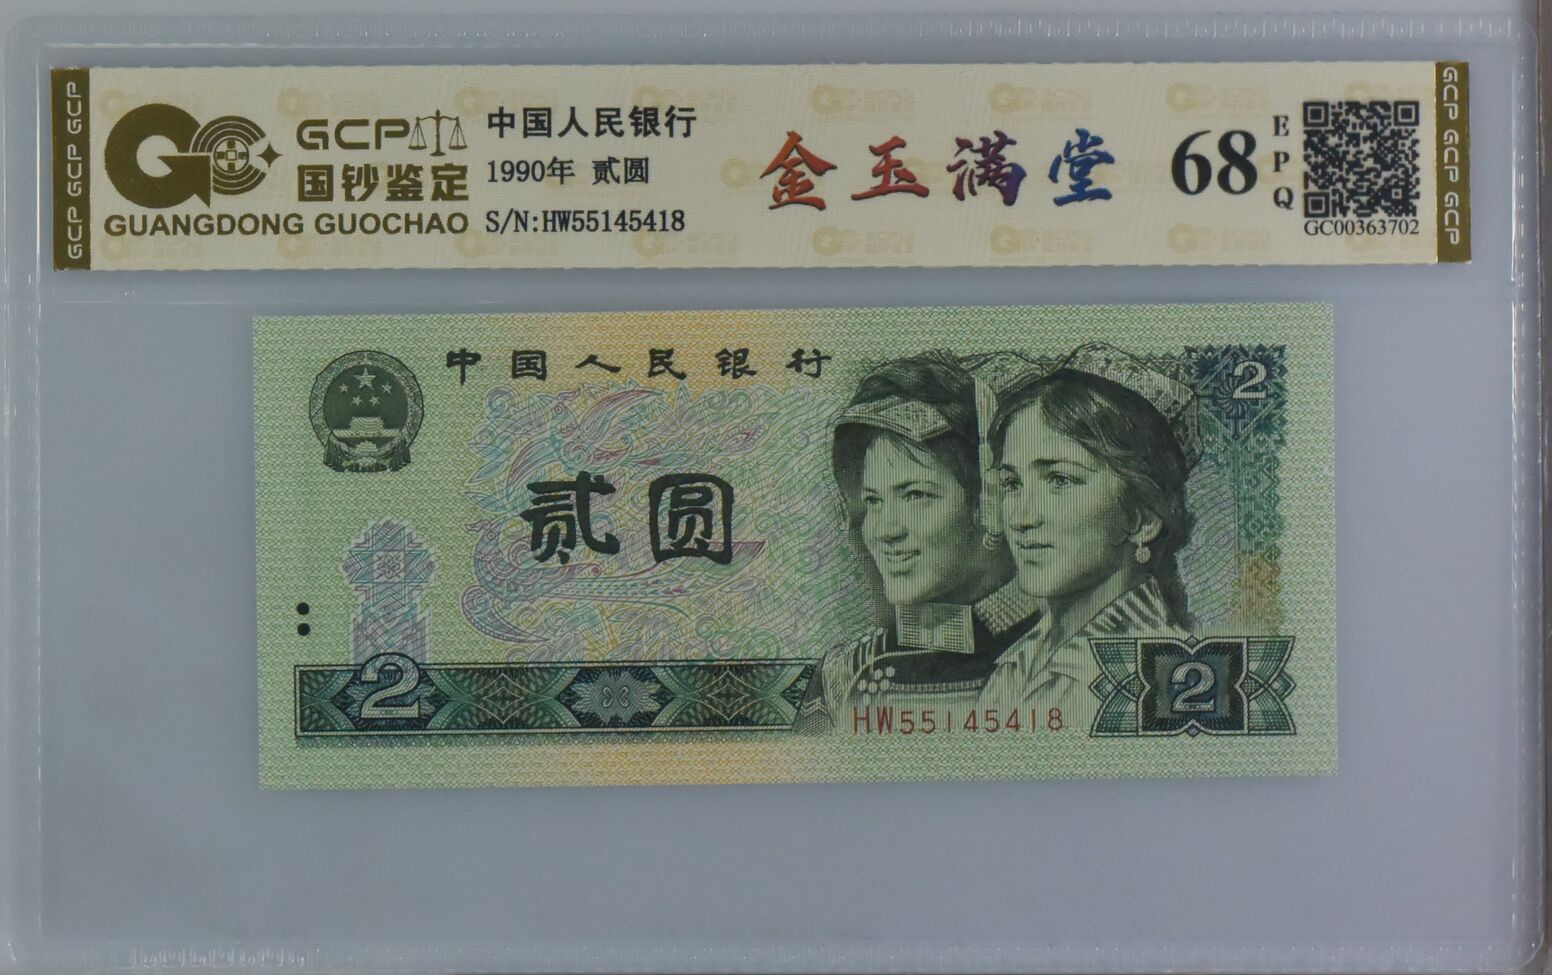 GCP GCP GCP
GCP
国钞鉴定
GUANGDONG GUOCHAO
中国人民银行
1990年 贰圆
S/N:HW55145418
金玉满堂
68
EPQ
GC00363702
GCP GCP GCP
中国人民银行
2
贰圆
2
HW55145418
2